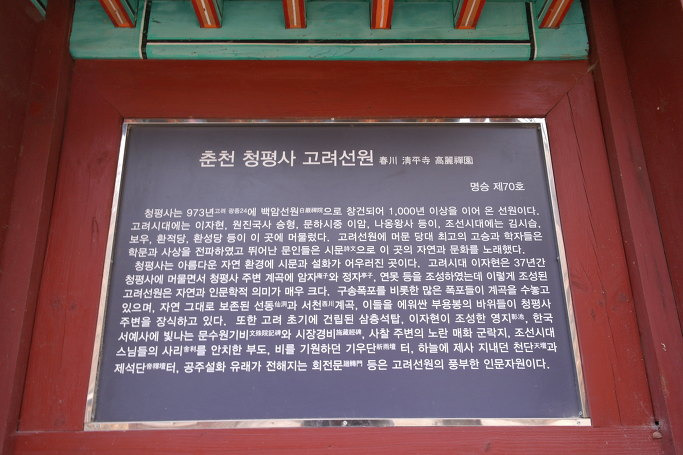 춘천 청평사 고려선원 春川 淸平寺 高麗禪園
명승 제70호
청평사는 973년고려 광종24에 백암선원白巖禪院으로 창건되어 1,000년 이상을 이어 온 선원이다.
고려시대에는 이자현, 원진국사 승형, 문하시중 이암, 나옹왕사 등이, 조선시대에는 김시습,
보우, 환적당, 환성당 등이 이 곳에 머물렀다. 고려선원에 머문 당대 최고의 고승과 학자들은
학문과 사상을 전파하였고 뛰어난 문인들은 시문詩文으로 이 곳의 자연과 문화를 노래했다.
청평사는 아름다운 자연 환경에 시문과 설화가 어우러진 곳이다. 고려시대 이자현은 37년간
청평사에 머물면서 청평사 주변 계곡에 암자庵子와 정자亭子, 연못 등을 조성하였는데 이렇게 조성된
고려선원은 자연과 인문학적 의미가 매우 크다. 구송폭포를 비롯한 많은 폭포들이 계곡을 수놓고
있으며, 자연 그대로 보존된 선동仙洞과 서천西川계곡, 이들을 에워싼 부용봉의 바위들이 청평사
주변을 장식하고 있다. 또한 고려 초기에 건립된 삼층석탑, 이자현이 조성한 영지影池, 한국
서예사에 빛나는 문수원기비文殊院記碑와 시장경비施藏經碑, 사찰 주변의 노란 매화 군락지, 조선시대
스님들의 사리舍利를 안치한 부도, 비를 기원하던 기우단祈雨壇 터, 하늘에 제사 지내던 천단天壇과
제석단帝釋壇터, 공주설화 유래가 전해지는 회전문廻轉門 등은 고려선원의 풍부한 인문자원이다.